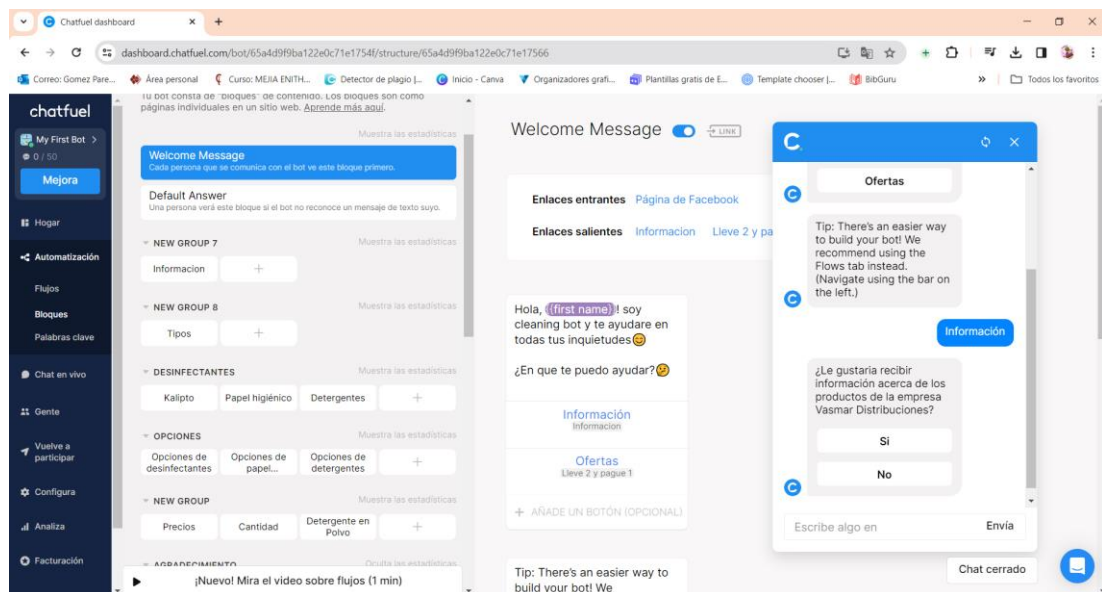 Chatfuel dashboard
dashboard.chatfuel.com/bot/65a4d9f9ba122e0c71e1754f/structure/65a4d9f9ba122e0c71e17566
Correo: Gomez Pare...
Área personal
Curso: MEJIA ENITH...
Detector de plagio |...
Inicio - Canva
Organizadores grafi...
Plantillas gratis de E...
Template chooser |...
BibGuru
»
Todos los favoritos
chatfuel
My First Bot >
0 / 50
Mejora
Hogar
Automatización
Flujos
Bloques
Palabras clave
Chat en vivo
Gente
Vuelve a
participar
Configura
Analiza
Facturación
Tu bot consta de "bloques" de contenido. Los bloques son como
páginas individuales en un sitio web. Aprende más aquí.
Muestra las estadísticas
Welcome Message
Cada persona que se comunica con el bot ve este bloque primero.
Default Answer
Una persona verá este bloque si el bot no reconoce un mensaje de texto suyo.
NEW GROUP 7
Muestra las estadísticas
Informacion
+
NEW GROUP 8
Muestra las estadísticas
Tipos
+
DESINFECTANTES
Muestra las estadísticas
Kalipto
Papel higiénico
Detergentes
+
OPCIONES
Muestra las estadísticas
Opciones de
desinfectantes
Opciones de
papel...
Opciones de
detergentes
+
NEW GROUP
Muestra las estadísticas
Precios
Cantidad
Detergente en
Polvo
+
AGRADECIMIENTO
Oculta las estadísticas
¡Nuevo! Mira el video sobre flujos (1 min)
Welcome Message
LINK
Enlaces entrantes Página de Facebook
Enlaces salientes Informacion Lleve 2 y pa
Hola, {{first name}}! soy
cleaning bot y te ayudare en
todas tus inquietudes😊
¿En que te puedo ayudar?🤔
Información
Informacion
Ofertas
Lleve 2 y pague 1
+ AÑADE UN BOTÓN (OPCIONAL)
Tip: There's an easier way to
build your bot! We
Ofertas
Tip: There's an easier way
to build your bot! We
recommend using the
Flows tab instead.
(Navigate using the bar on
the left.)
Información
¿Le gustaria recibir
información acerca de los
productos de la empresa
Vasmar Distribuciones?
Si
No
Escribe algo en
Envía
Chat cerrado